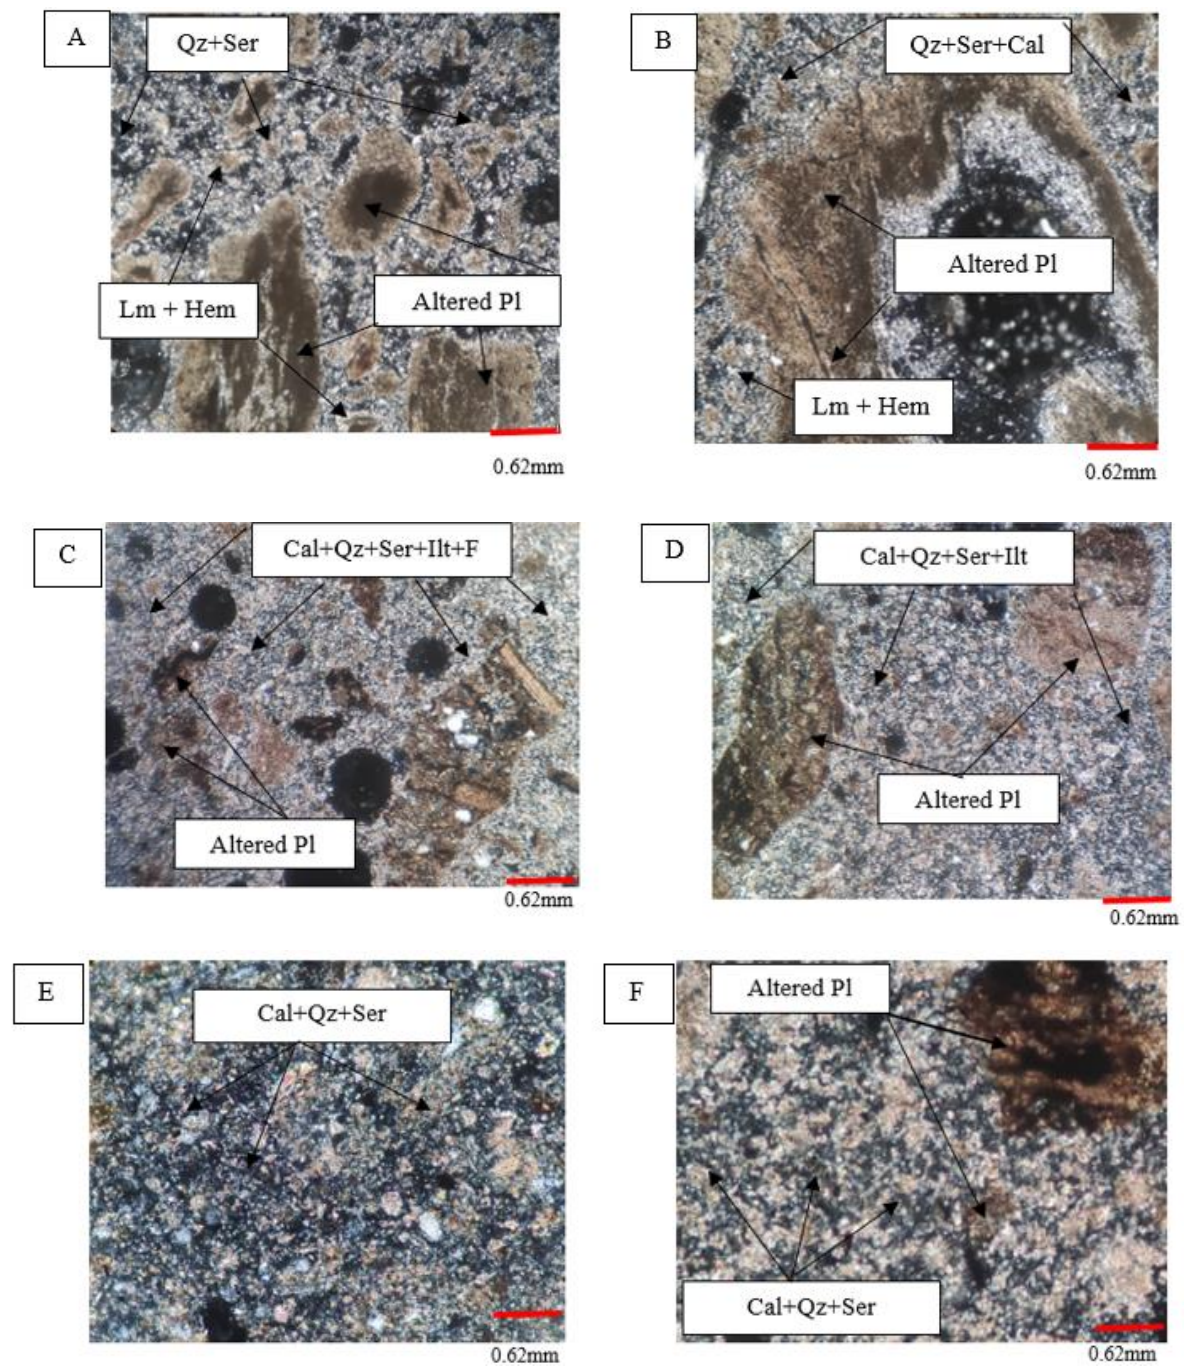 A
Qz+Ser
Lm + Hem
Altered Pl
0.62mm
B
Qz+Ser+Cal
Altered Pl
Lm + Hem
0.62mm
C
Cal+Qz+Ser+Ilt+F
Altered Pl
0.62mm
D
Cal+Qz+Ser+Ilt
Altered Pl
0.62mm
E
Cal+Qz+Ser
0.62mm
F
Altered Pl
Cal+Qz+Ser
0.62mm